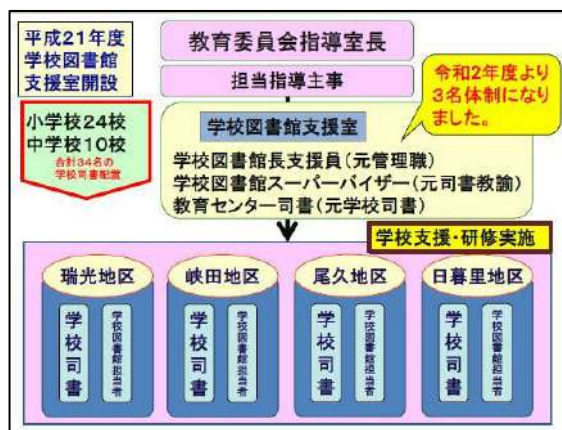 平成21年度
学校図書館
支援室開設
教育委員会指導室長
担当指導主事
令和2年度より
3名体制になり
ました。
小学校24校
中学校10校
合計34名の
学校司書配置
学校図書館支援室
学校図書館長支援員(元管理職)
学校図書館スーパーバイザー(元司書教諭)
教育センター司書(元学校司書)
学校支援・研修実施
瑞光地区
学校司書
学校図書館担当者
峡田地区
学校司書
学校図書館担当者
尾久地区
学校司書
学校図書館担当者
日暮里地区
学校司書
学校図書館担当者